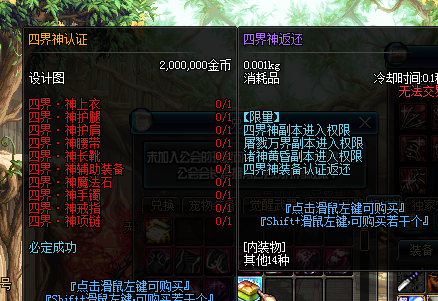 四界神认证
设计图
2,000,000金币
四界·神上衣 0/1
四界·神护腿 0/1
四界·神护肩 0/1
四界·神腰带 0/1
四界·神长靴 0/1
四界·神辅助装备 0/1
四界·神魔法石 0/1
四界·神手镯 0/1
四界·神戒指 0/1
四界·神项链 0/1
必定成功
『点击滑鼠左键可购买』
『Shift+滑鼠左键,可购买若干个』
四界神返还
0.001kg
消耗品
冷却时间:0.1
无法交易
【限量】
四界神副本进入权限
屠戮万界副本进入权限
诸神黄昏副本进入权限
四界神装备认证返还
『点击滑鼠左键可购买』
『Shift+滑鼠左键,可购买若干个』
[内装物]
其他14种
未加入公会的
公会
兑换
宠物
装备
号